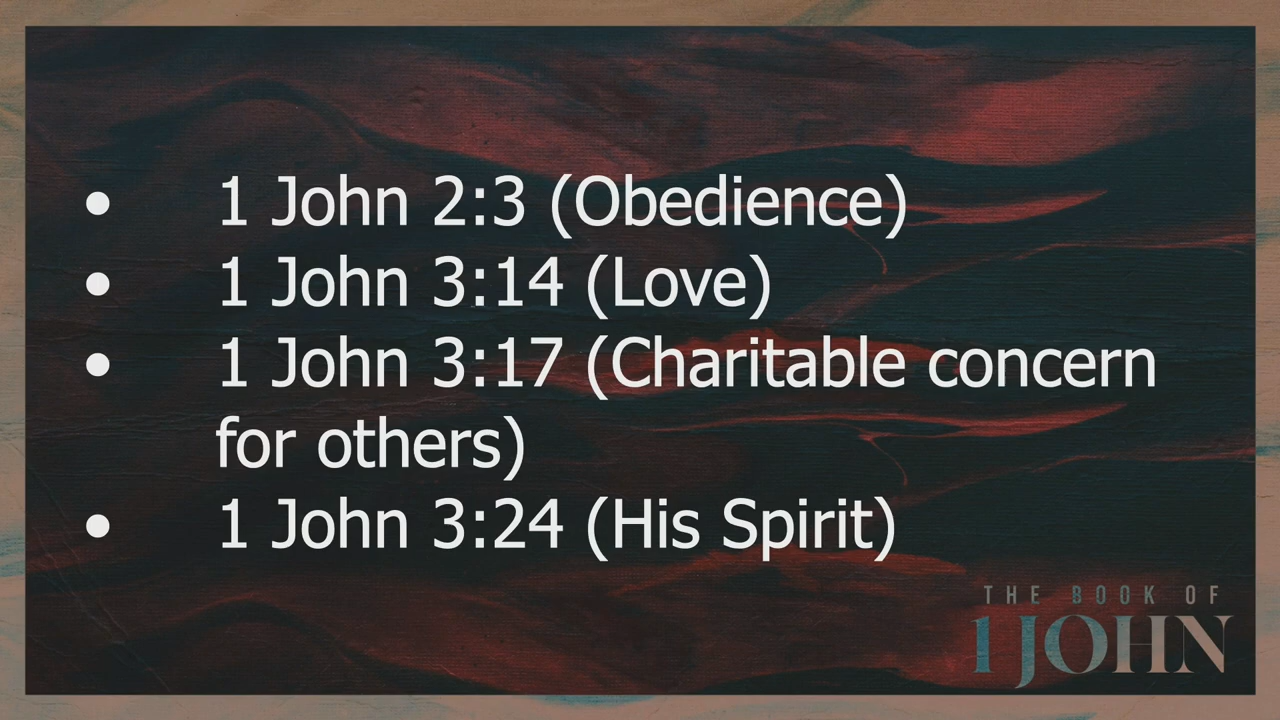 • 1 John 2:3 (Obedience)
• 1 John 3:14 (Love)
• 1 John 3:17 (Charitable concern
for others)
• 1 John 3:24 (His Spirit)
THE BOOK OF
1 JOHN